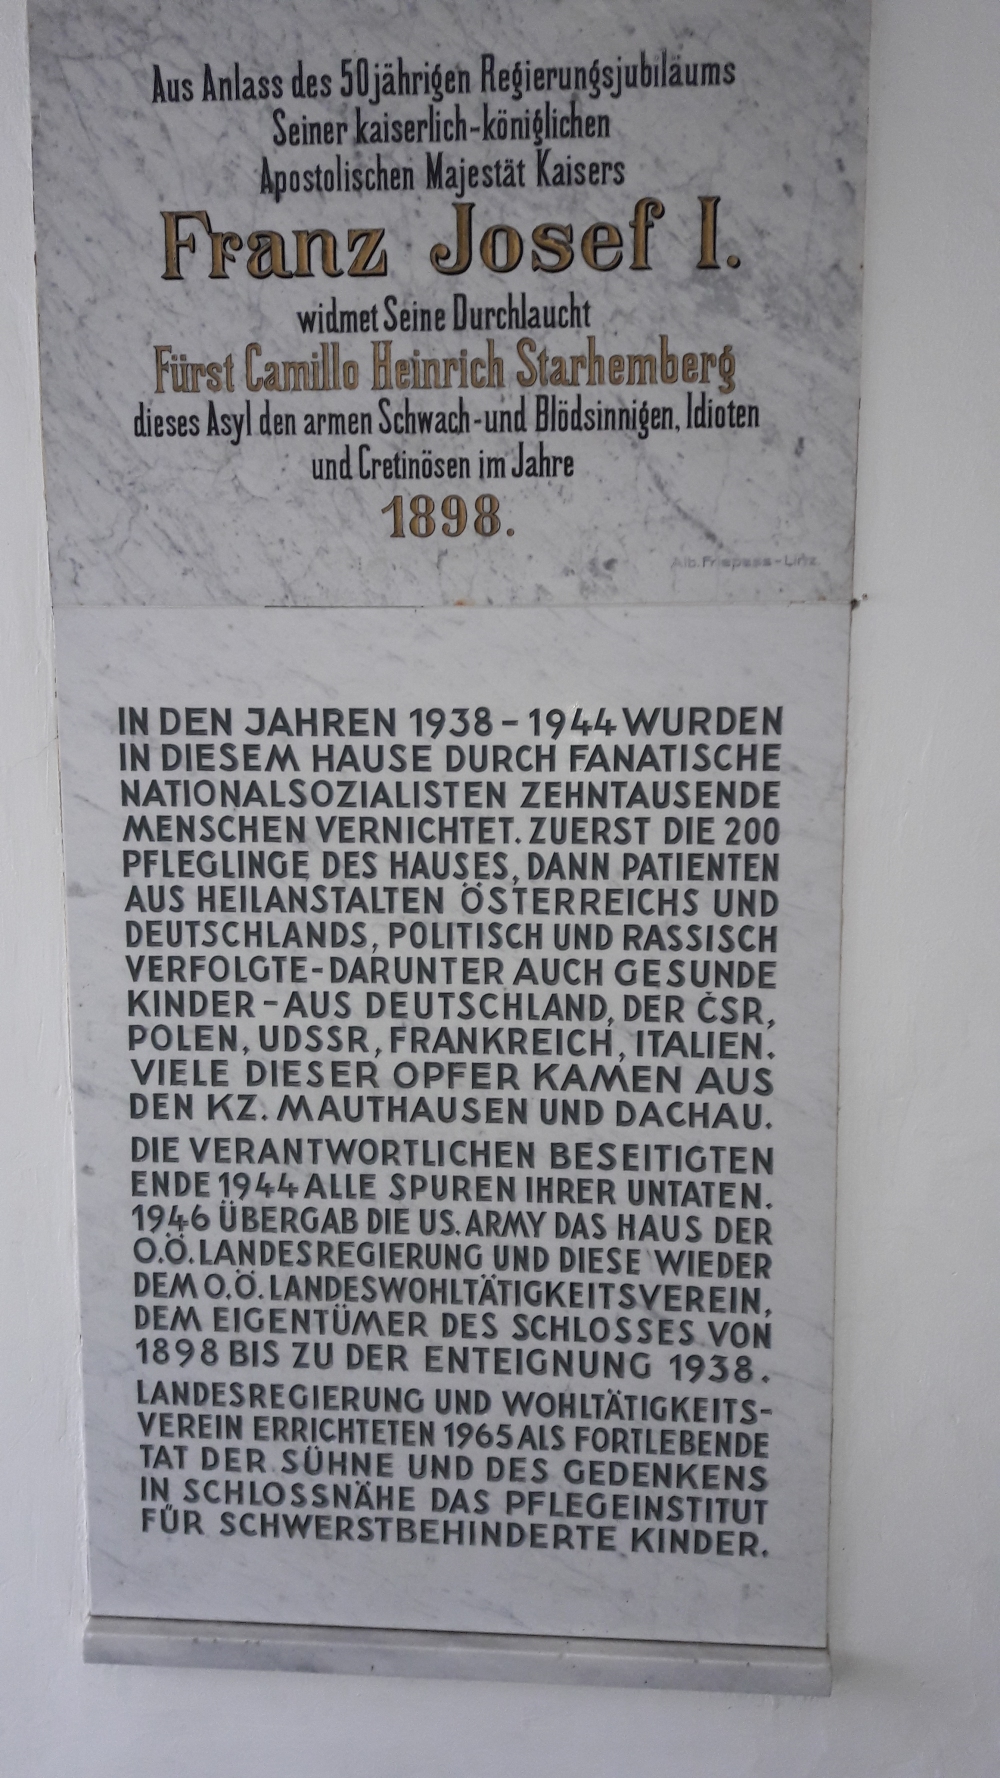 Aus Anlass des 50jährigen Regierungsjubiläums
Seiner kaiserlich-königlichen
Apostolischen Majestät Kaisers
Franz Josef I.
widmet Seine Durchlaucht
Fürst Camillo Heinrich Starhemberg
dieses Asyl den armen Schwach-und Blödsinnigen, Idioten
und Cretinösen im Jahre
1898.
Alb. - Linz.
IN DEN JAHREN 1938 – 1944 WURDEN
IN DIESEM HAUSE DURCH FANATISCHE
NATIONALSOZIALISTEN ZEHNTAUSENDE
MENSCHEN VERNICHTET. ZUERST DIE 200
PFLEGLINGE DES HAUSES, DANN PATIENTEN
AUS HEILANSTALTEN ÖSTERREICHS UND
DEUTSCHLANDS, POLITISCH UND RASSISCH
VERFOLGTE - DARUNTER AUCH GESUNDE
KINDER - AUS DEUTSCHLAND, DER ČSR,
POLEN, UDSSR, FRANKREICH, ITALIEN.
VIELE DIESER OPFER KAMEN AUS
DEN KZ. MAUTHAUSEN UND DACHAU.
DIE VERANTWORTLICHEN BESEITIGTEN
ENDE 1944 ALLE SPUREN IHRER UNTATEN.
1946 ÜBERGAB DIE US. ARMY DAS HAUS DER
O.Ö. LANDESREGIERUNG UND DIESE WIEDER
DEM O.Ö. LANDESWOHLTÄTIGKEITSVEREIN,
DEM EIGENTÜMER DES SCHLOSSES VON
1898 BIS ZU DER ENTEIGNUNG 1938.
LANDESREGIERUNG UND WOHLTÄTIGKEITS-
VEREIN ERRICHTETEN 1965 ALS FORTLEBENDE
TAT DER SÜHNE UND DES GEDENKENS
IN SCHLOSSNÄHE DAS PFLEGEINSTITUT
FÜR SCHWERSTBEHINDERTE KINDER.